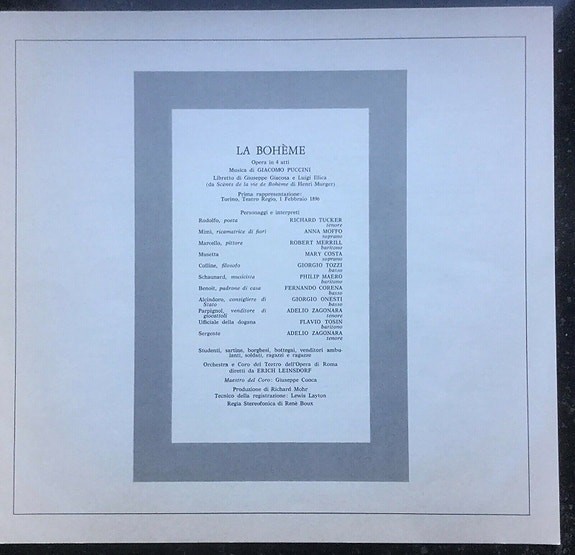 LA BOHÈME
Opera in 4 atti
Musica di GIACOMO PUCCINI
Libretto di Giuseppe Giacosa e Luigi Illica
(da Scènes de la vie de Bohème di Henri Murger)
Prima rappresentazione:
Torino, Teatro Regio, 1 Febbraio 1896
Personaggi e interpreti
Rodolfo, poeta RICHARD TUCKER
tenore
Mimì, ricamatrice di fiori ANNA MOFFO
soprano
Marcello, pittore ROBERT MERRILL
baritono
Musetta MARY COSTA
soprano
Colline, filosofo GIORGIO TOZZI
basso
Schaunard, musicista PHILIP MAERO
baritono
Benoit, padrone di casa FERNANDO CORENA
basso
Alcindoro, consigliere di GIORGIO ONESTI
Stato basso
Parpignol, venditore di ADELIO ZAGONARA
giocattoli tenore
Ufficiale della dogana FLAVIO TOSIN
baritono
Sergente ADELIO ZAGONARA
tenore
Studenti, sartine, borghesi, bottegai, venditori ambu-
lanti, soldati, ragazzi e ragazze
Orchestra e Coro del Teatro dell'Opera di Roma
diretti da ERICH LEINSDORF
Maestro del Coro: Giuseppe Conca
Produzione di Richard Mohr
Tecnico della registrazione: Lewis Layton
Regia Stereofonica di René Boux